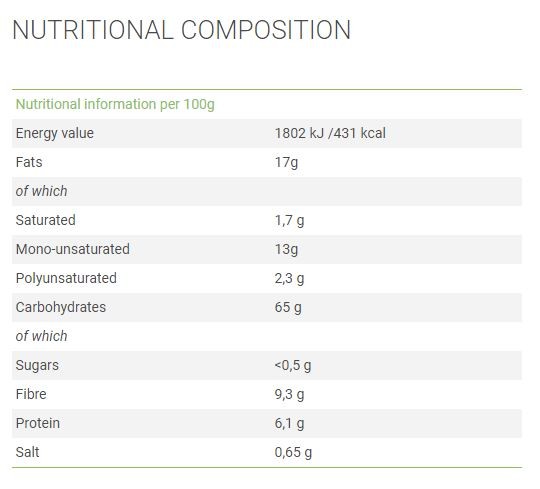 NUTRITIONAL COMPOSITION
Nutritional information per 100g
Energy value 1802 kJ /431 kcal
Fats 17g
of which
Saturated 1,7 g
Mono-unsaturated 13g
Polyunsaturated 2,3 g
Carbohydrates 65 g
of which
Sugars <0,5 g
Fibre 9,3 g
Protein 6,1 g
Salt 0,65 g